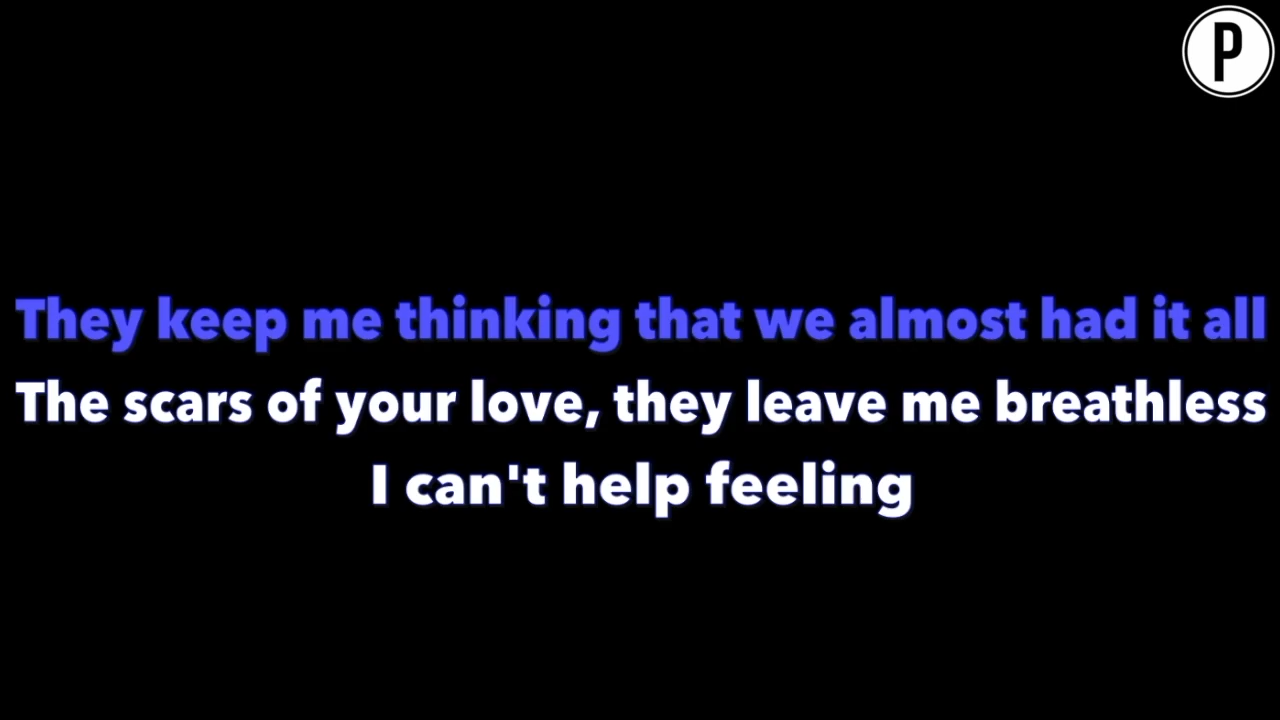 P
They keep me thinking that we almost had it all
The scars of your love, they leave me breathless
I can't help feeling